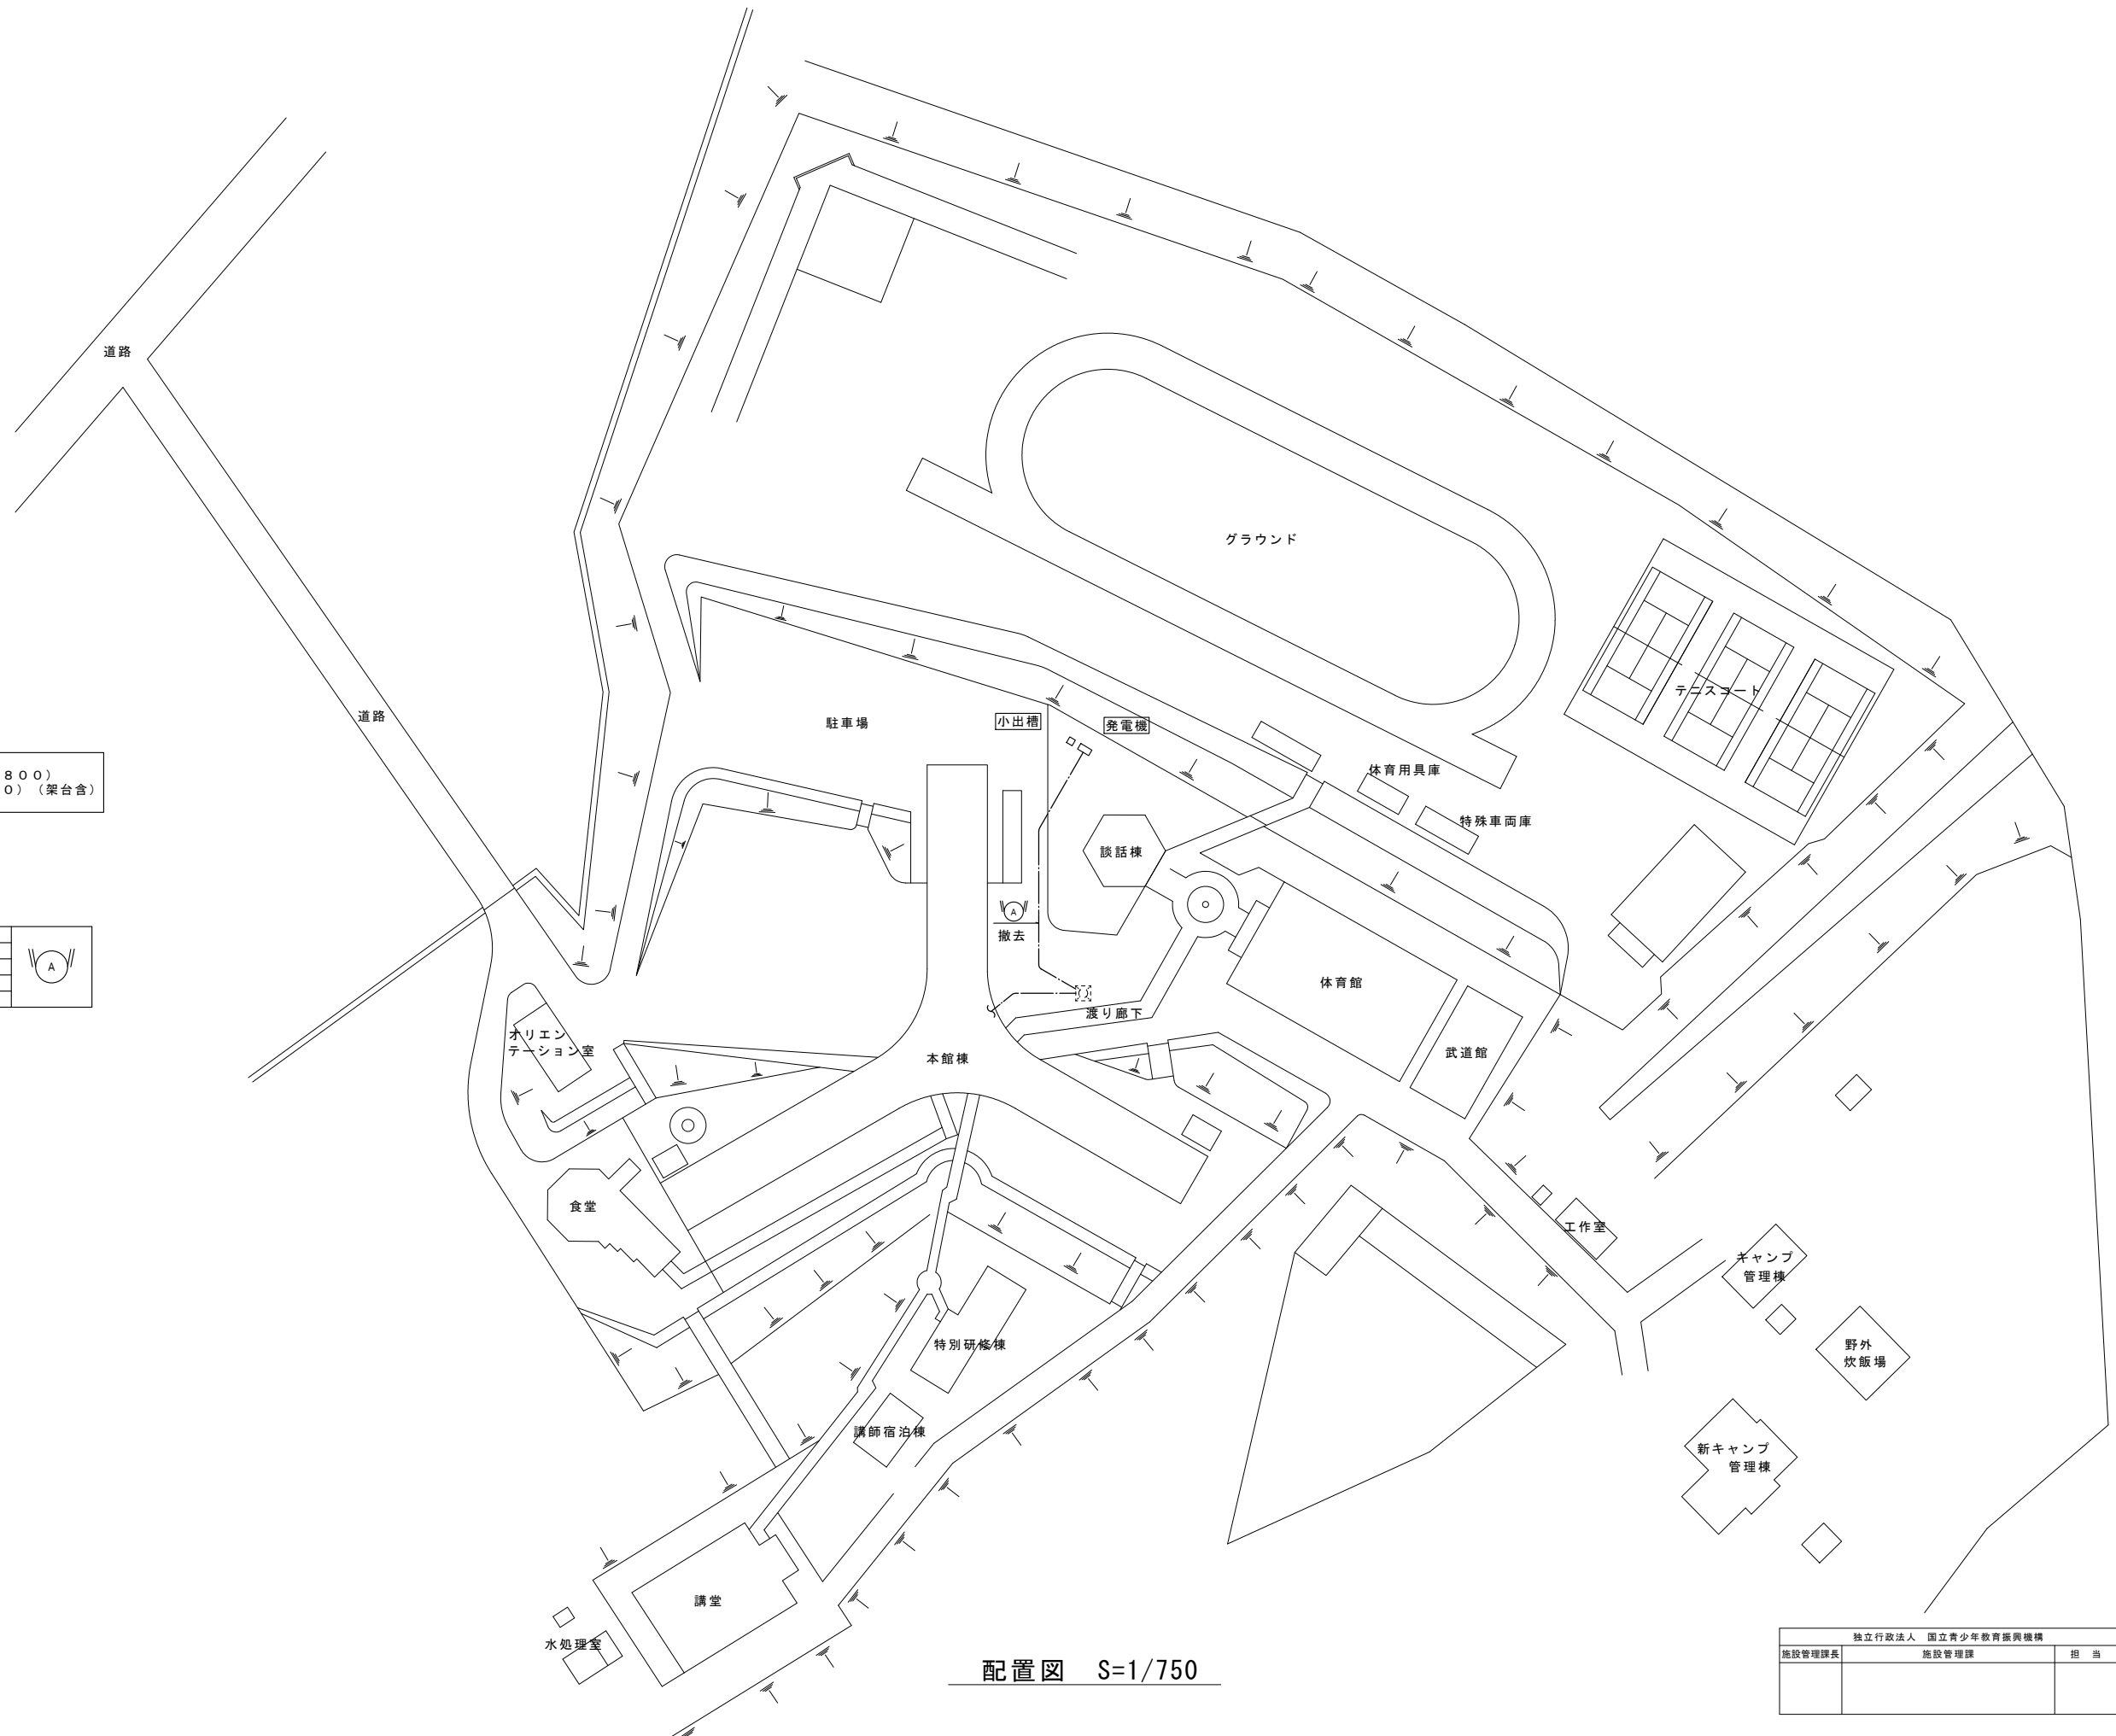 道路
グラウンド
テニスコート
道路
駐車場
小出槽
発電機
８００）
０）（架台含）
体育用具庫
特殊車両庫
談話棟
A
撤去
A
体育館
渡り廊下
オリエン
テーション室
本館棟
武道館
食堂
工作室
キャンプ
管理棟
特別研修棟
野外
炊飯場
講師宿泊棟
新キャンプ
管理棟
講堂
水処理室
配置図　S=1/750
独立行政法人　国立青少年教育振興機構
施設管理課長　施設管理課　担　当